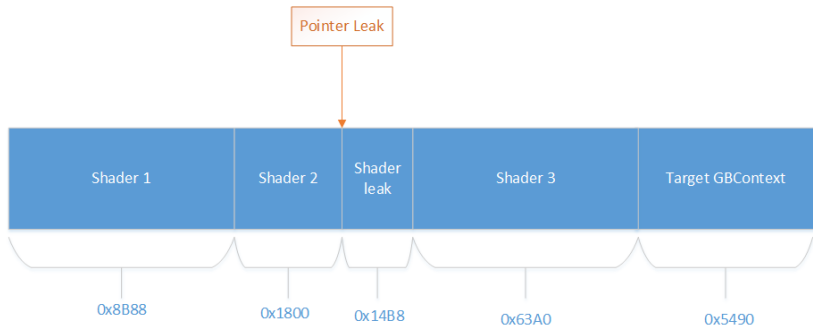 Pointer Leak
Shader 1
Shader 2
Shader
leak
Shader 3
Target GBContext
0x8B88
0x1800
0x14B8
0x63A0
0x5490